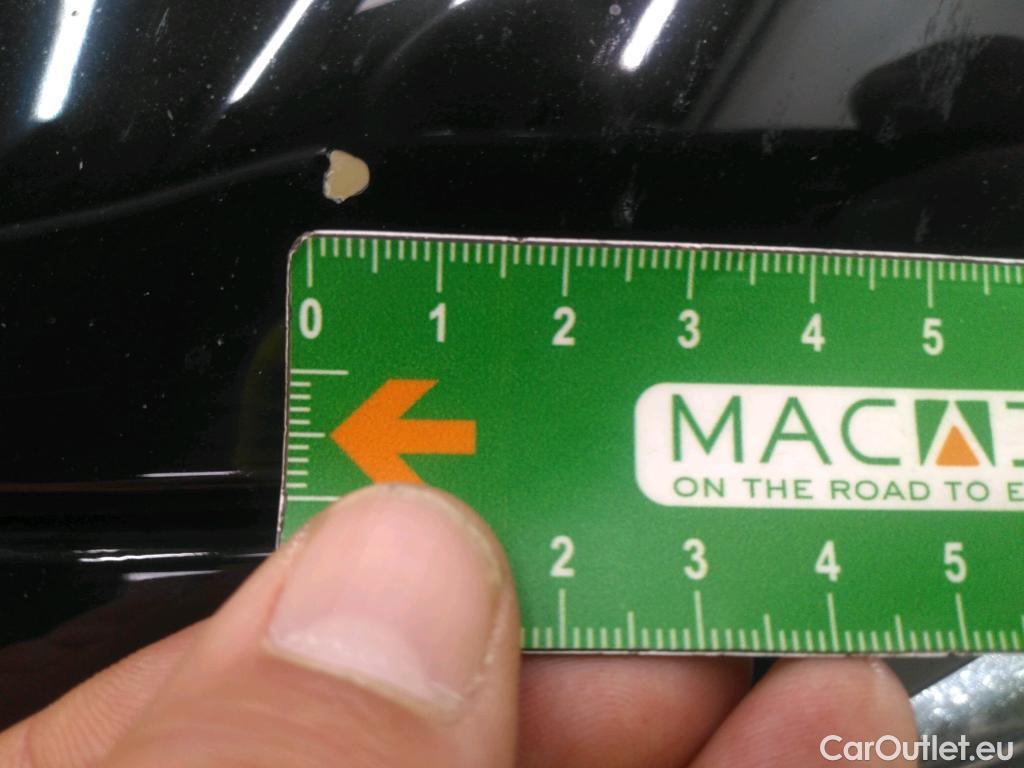 0 1 2 3 4 5
MAC
ON THE ROAD TO E
2 3 4 5
CarOutlet.eu